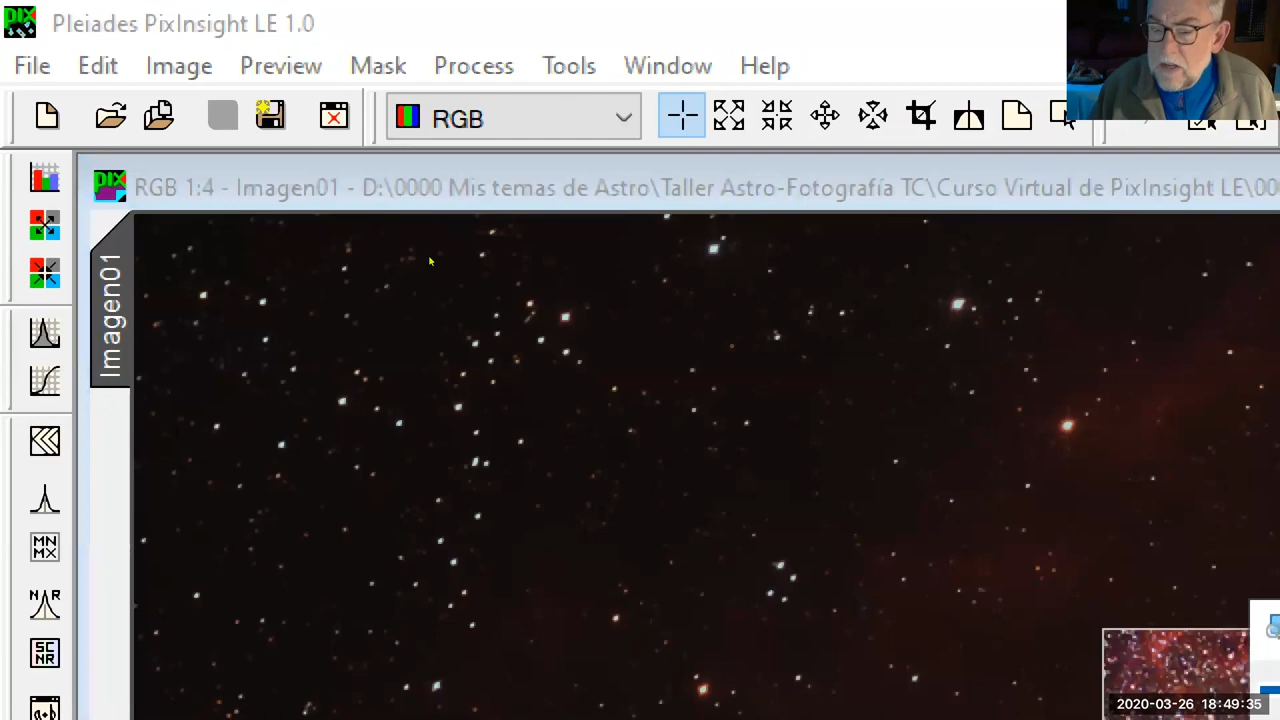 Pleiades PixInsight LE 1.0
File Edit Image Preview Mask Process Tools Window Help
RGB
RGB 1:4 - Imagen01 - D:\0000 Mis temas de Astro\Taller Astro-Fotografía TC\Curso Virtual de PixInsight LE\00
Imagen01
MN
MX
N R
SC
NR
a+b
2020-03-26 18:49:35